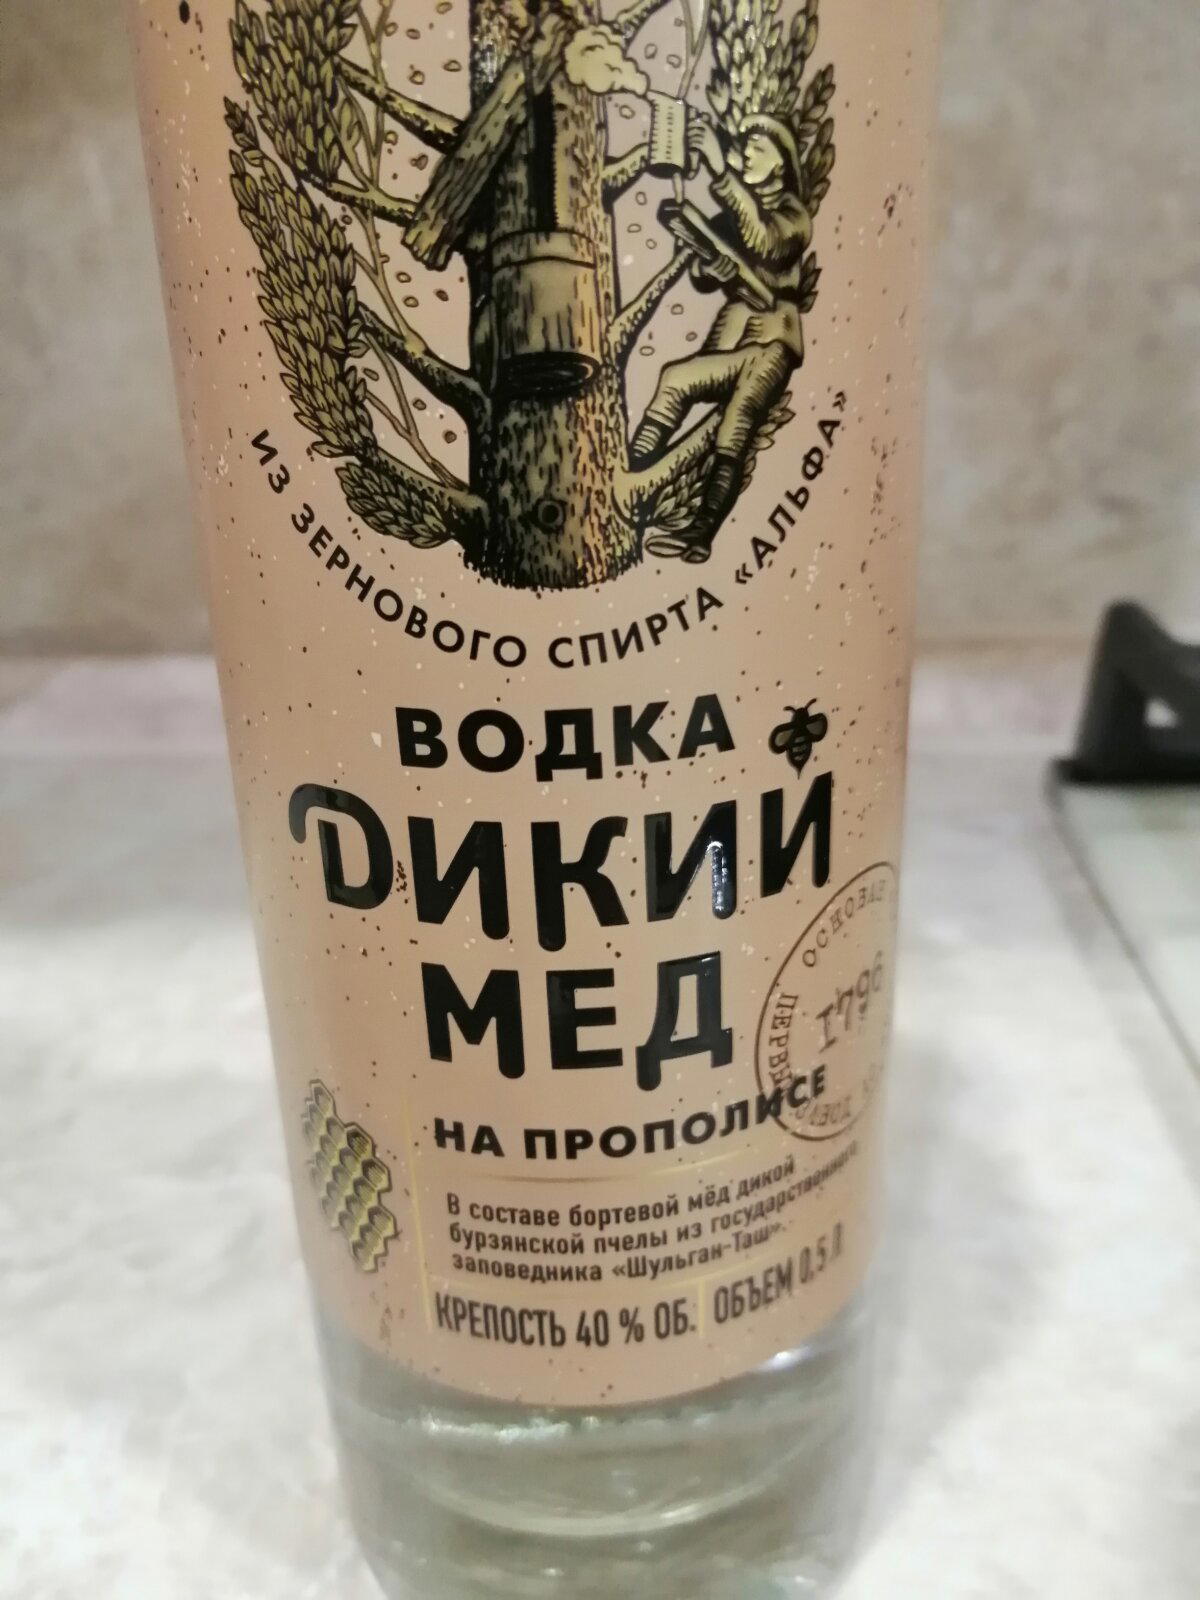 ИЗ ЗЕРНОВОГО СПИРТА «АЛЬФА»
ВОДКА
ДИКИЙ
МЕД
1796
НА ПРОПОЛИСЕ
В составе бортевой мёд дикой
бурзянской пчелы из государственного
заповедника «Шульган-Таш».
КРЕПОСТЬ 40 % ОБ. ОБЪЕМ 0,5 Л